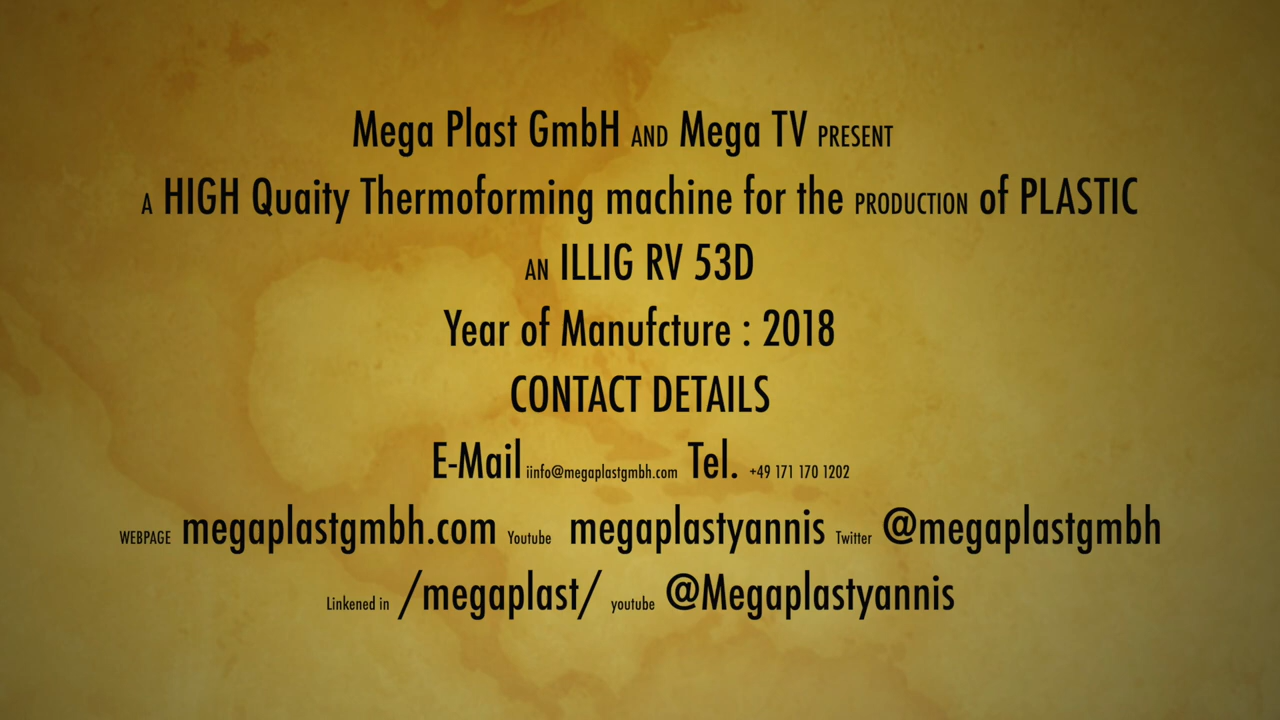 Mega Plast GmbH AND Mega TV PRESENT
A HIGH Quaity Thermoforming machine for the PRODUCTION of PLASTIC
AN ILLIG RV 53D
Year of Manufcture : 2018
CONTACT DETAILS
E-Mail iinfo@megaplastgmbh.com Tel. +49 171 170 1202
WEBPAGE megaplastgmbh.com Youtube megaplastyannis Twitter @megaplastgmbh
Linkened in /megaplast/ youtube @Megaplastyannis